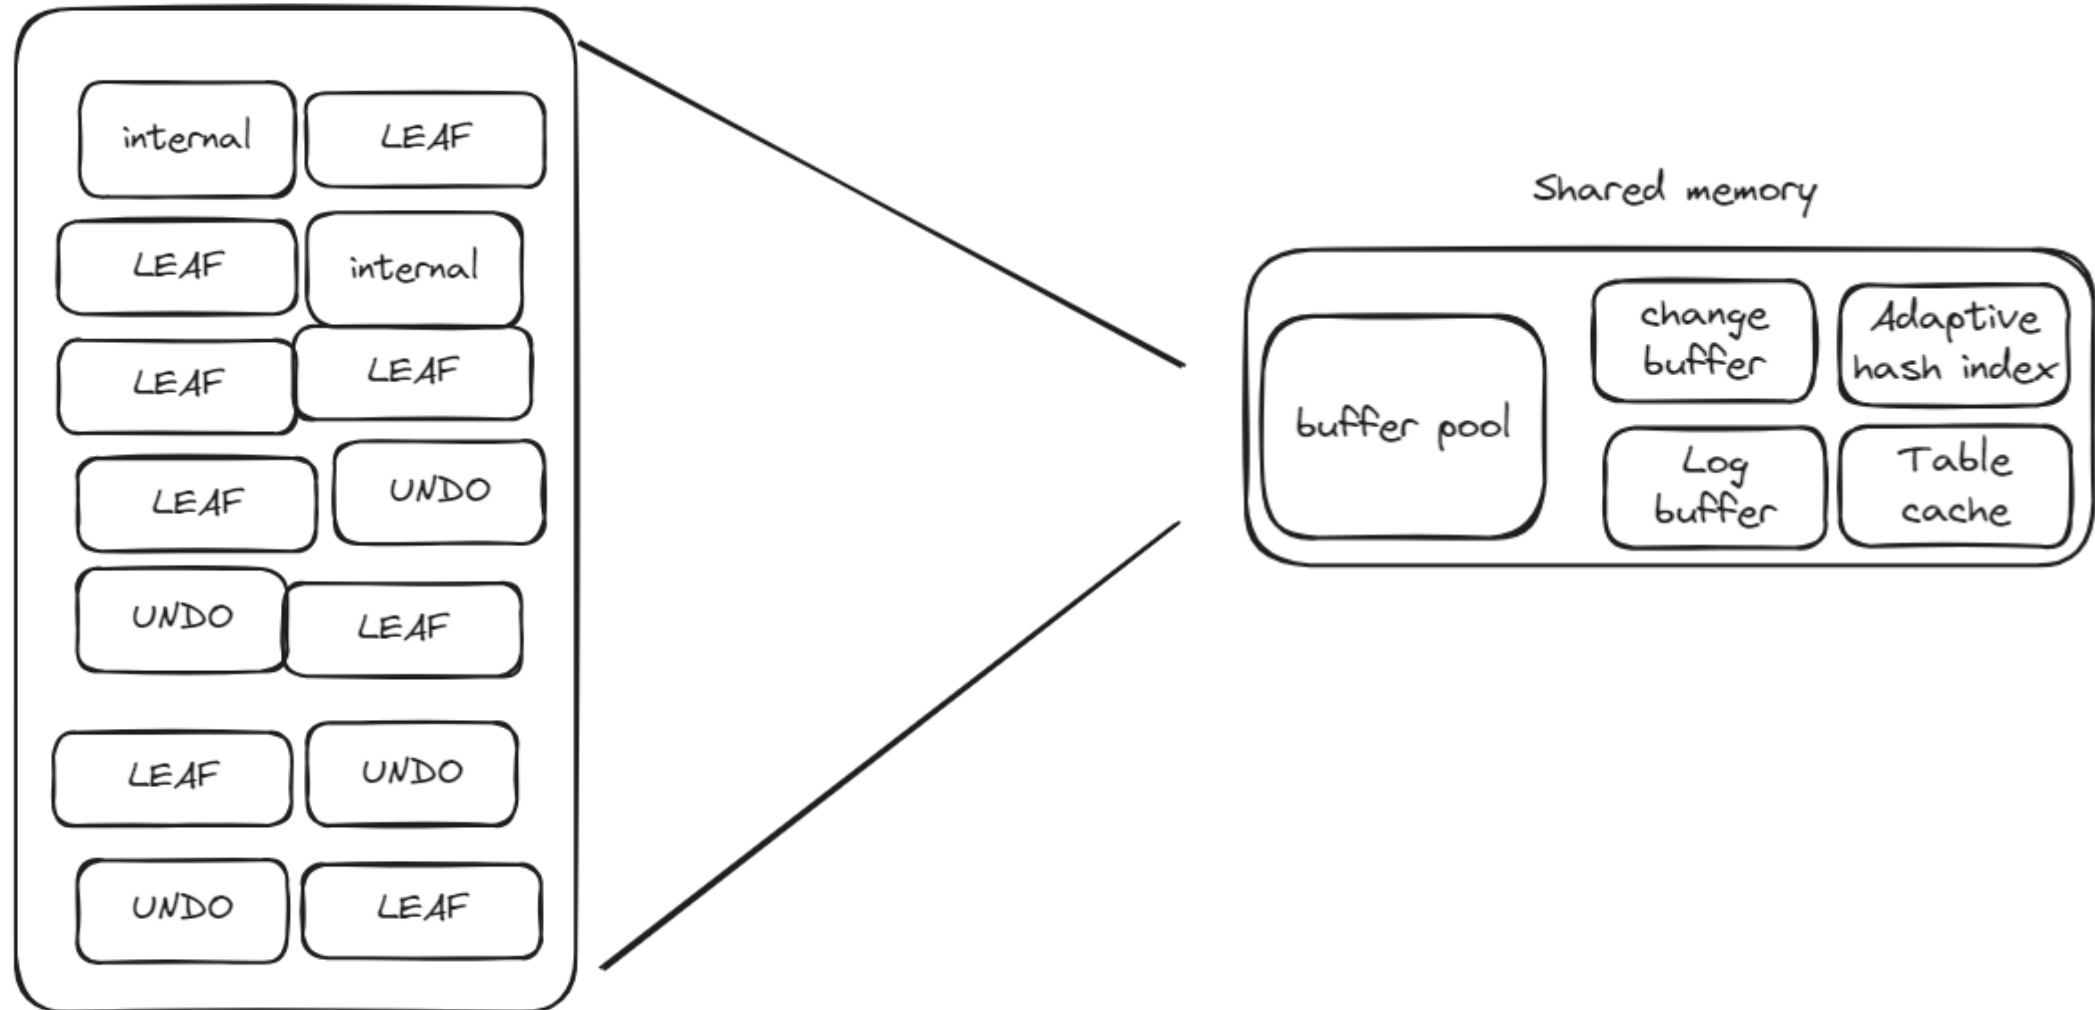 internal
LEAF
LEAF
internal
LEAF
LEAF
LEAF
UNDO
UNDO
LEAF
LEAF
UNDO
UNDO
LEAF
Shared memory
buffer pool
change
buffer
Adaptive
hash index
Log
buffer
Table
cache